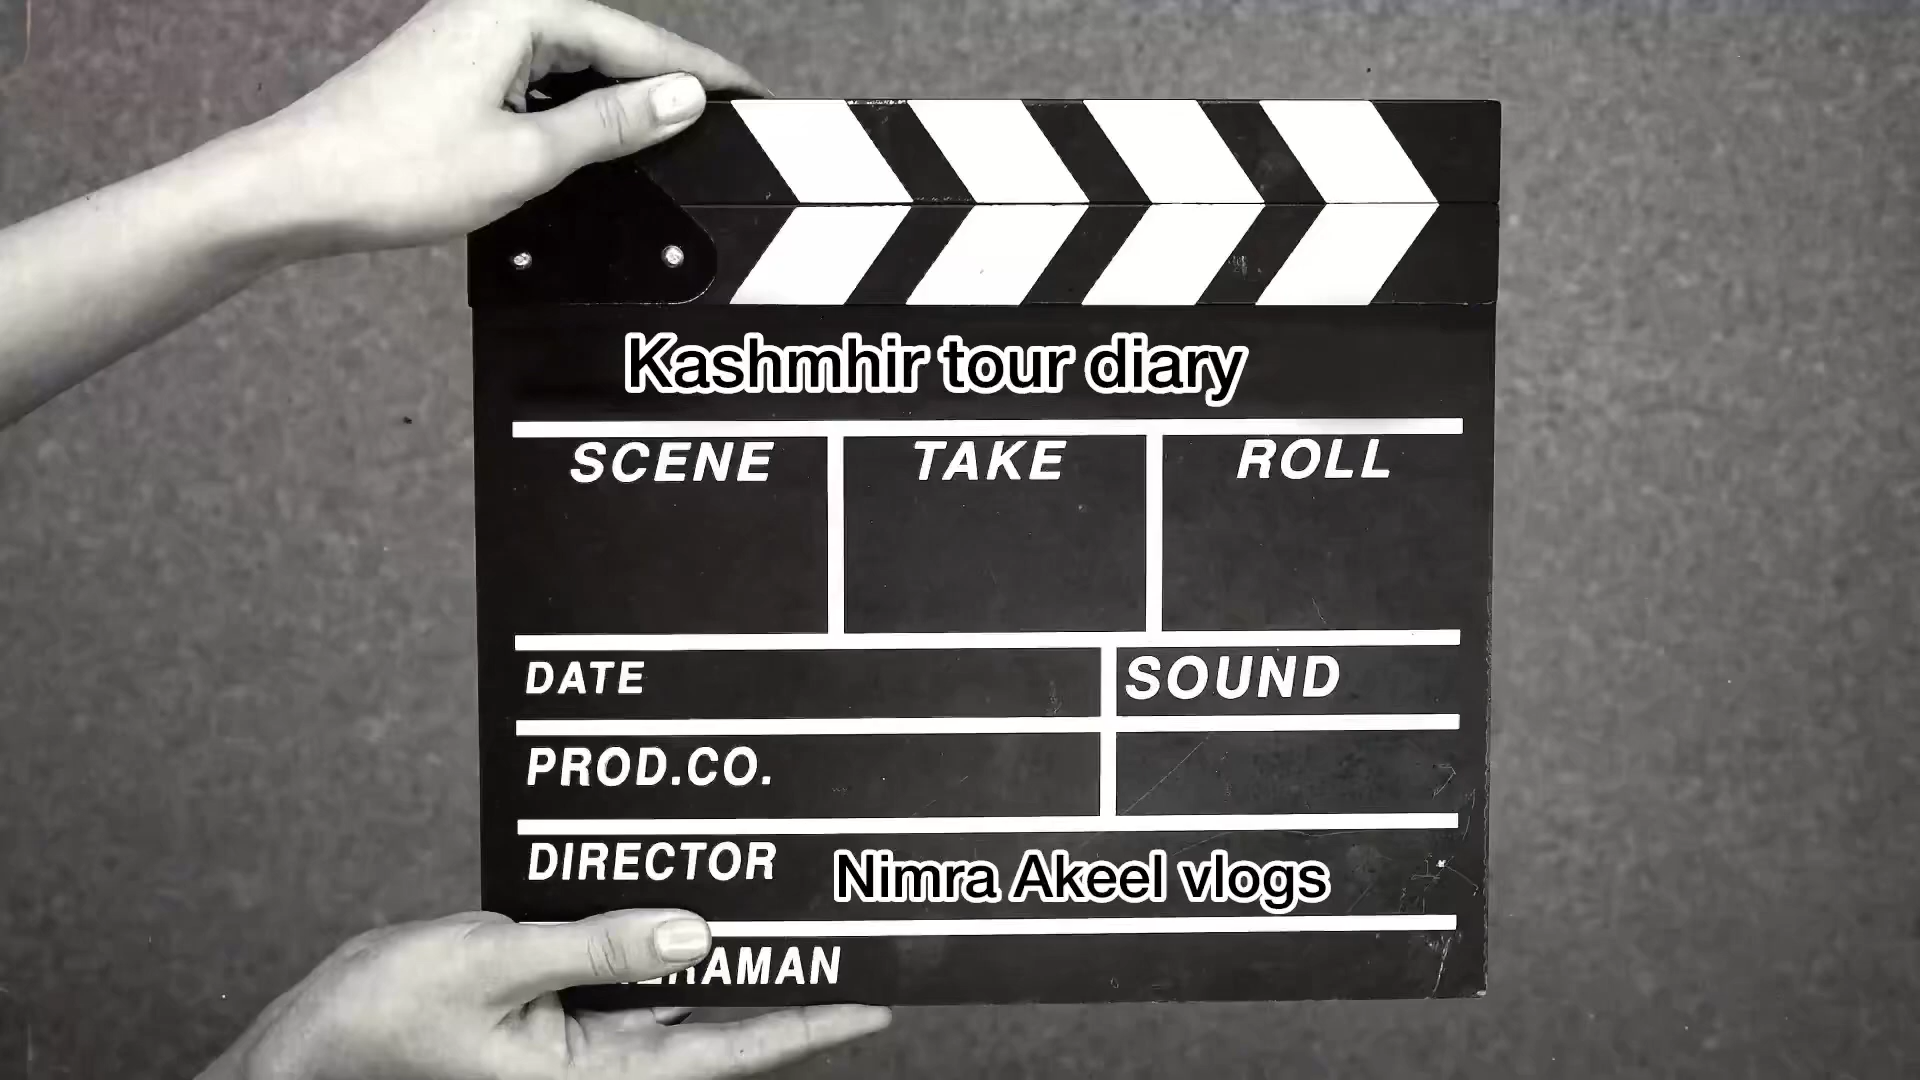 Kashmhir tour diary
SCENE TAKE ROLL
DATE SOUND
PROD.CO.
DIRECTOR Nimra Akeel vlogs
ERAMAN